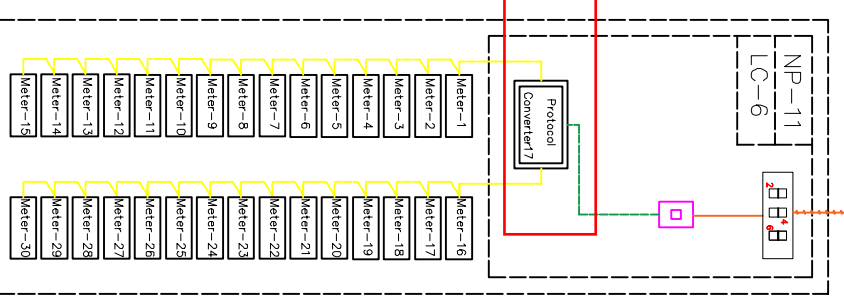 NP-11
LC-6
Meter-15
Meter-14
Meter-13
Meter-12
Meter-11
Meter-10
Meter-9
Meter-8
Meter-7
Meter-6
Meter-5
Meter-4
Meter-3
Meter-2
Meter-1
Protocol
Converter17
2
4
6
Meter-30
Meter-29
Meter-28
Meter-27
Meter-26
Meter-25
Meter-24
Meter-23
Meter-22
Meter-21
Meter-20
Meter-19
Meter-18
Meter-17
Meter-16